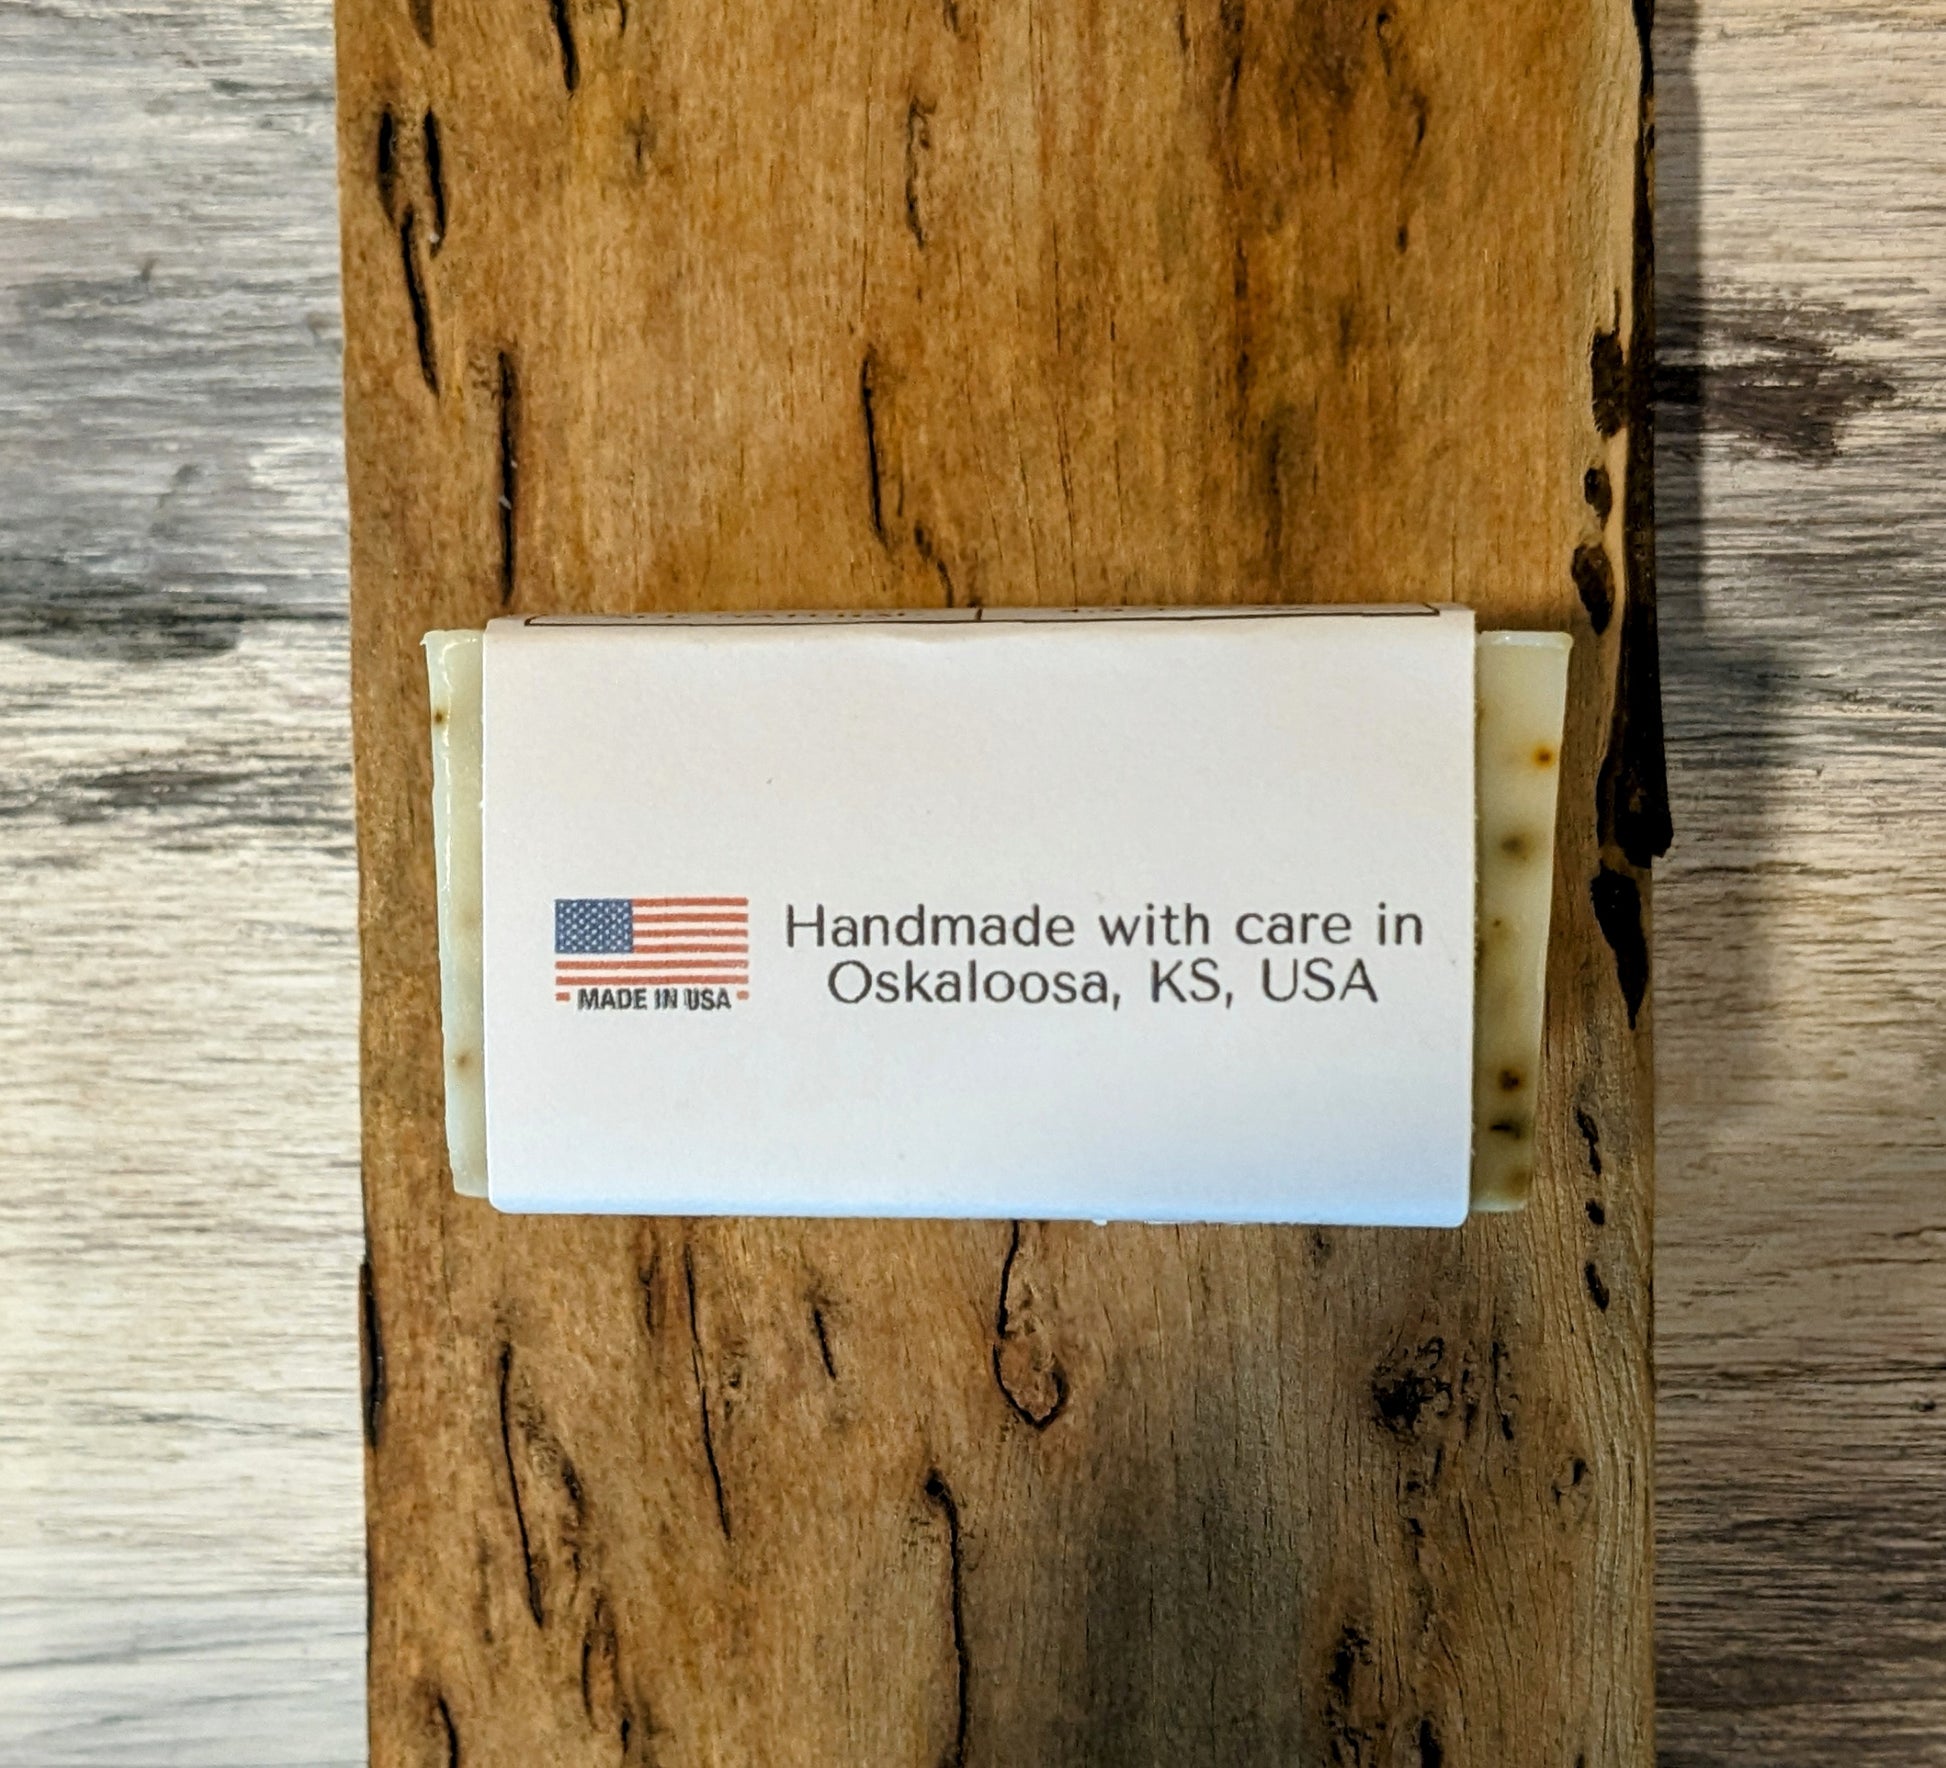 Handmade with care in
Oskaloosa, KS, USA
MADE IN USA